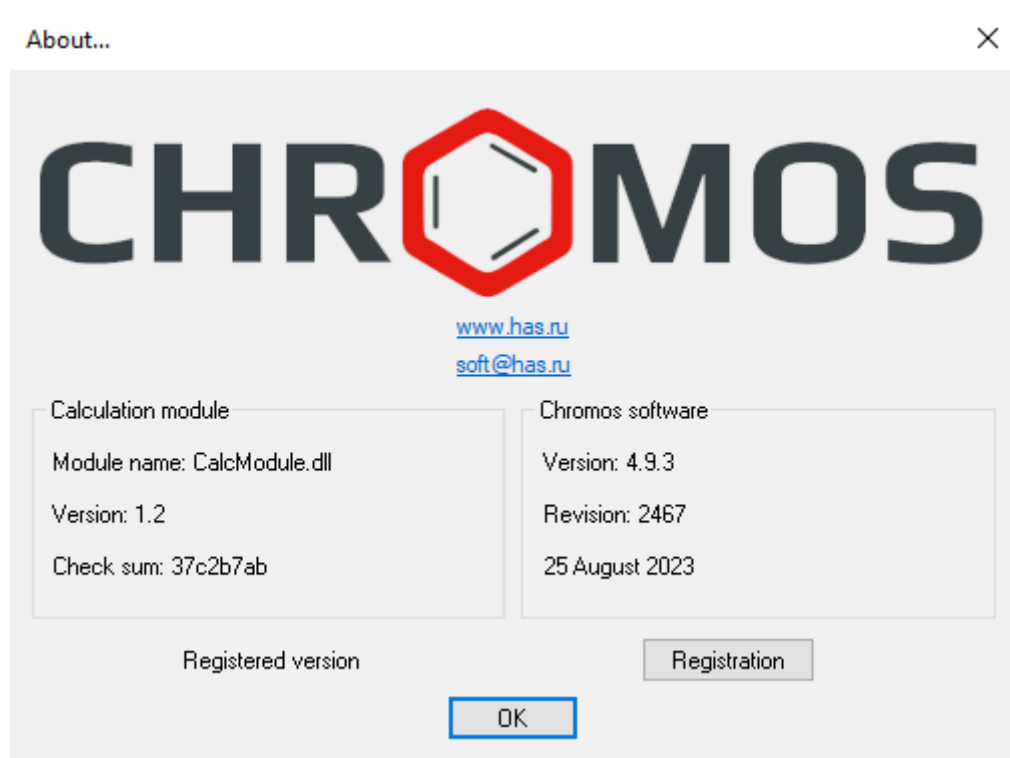 About...
CHROMOS
www.has.ru
soft@has.ru
Calculation module
Module name: CalcModule.dll
Version: 1.2
Check sum: 37c2b7ab
Chromos software
Version: 4.9.3
Revision: 2467
25 August 2023
Registered version
Registration
OK